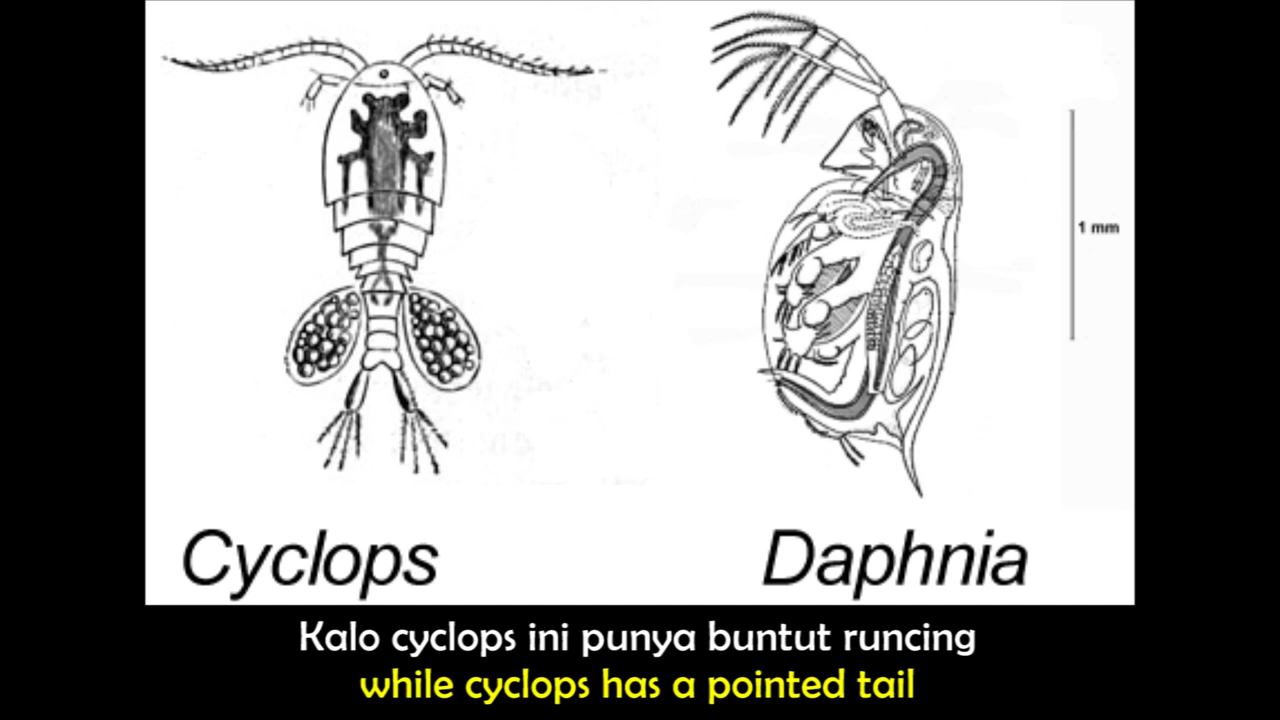 1 mm
Cyclops
Daphnia
Kalo cyclops ini punya buntut runcing
while cyclops has a pointed tail